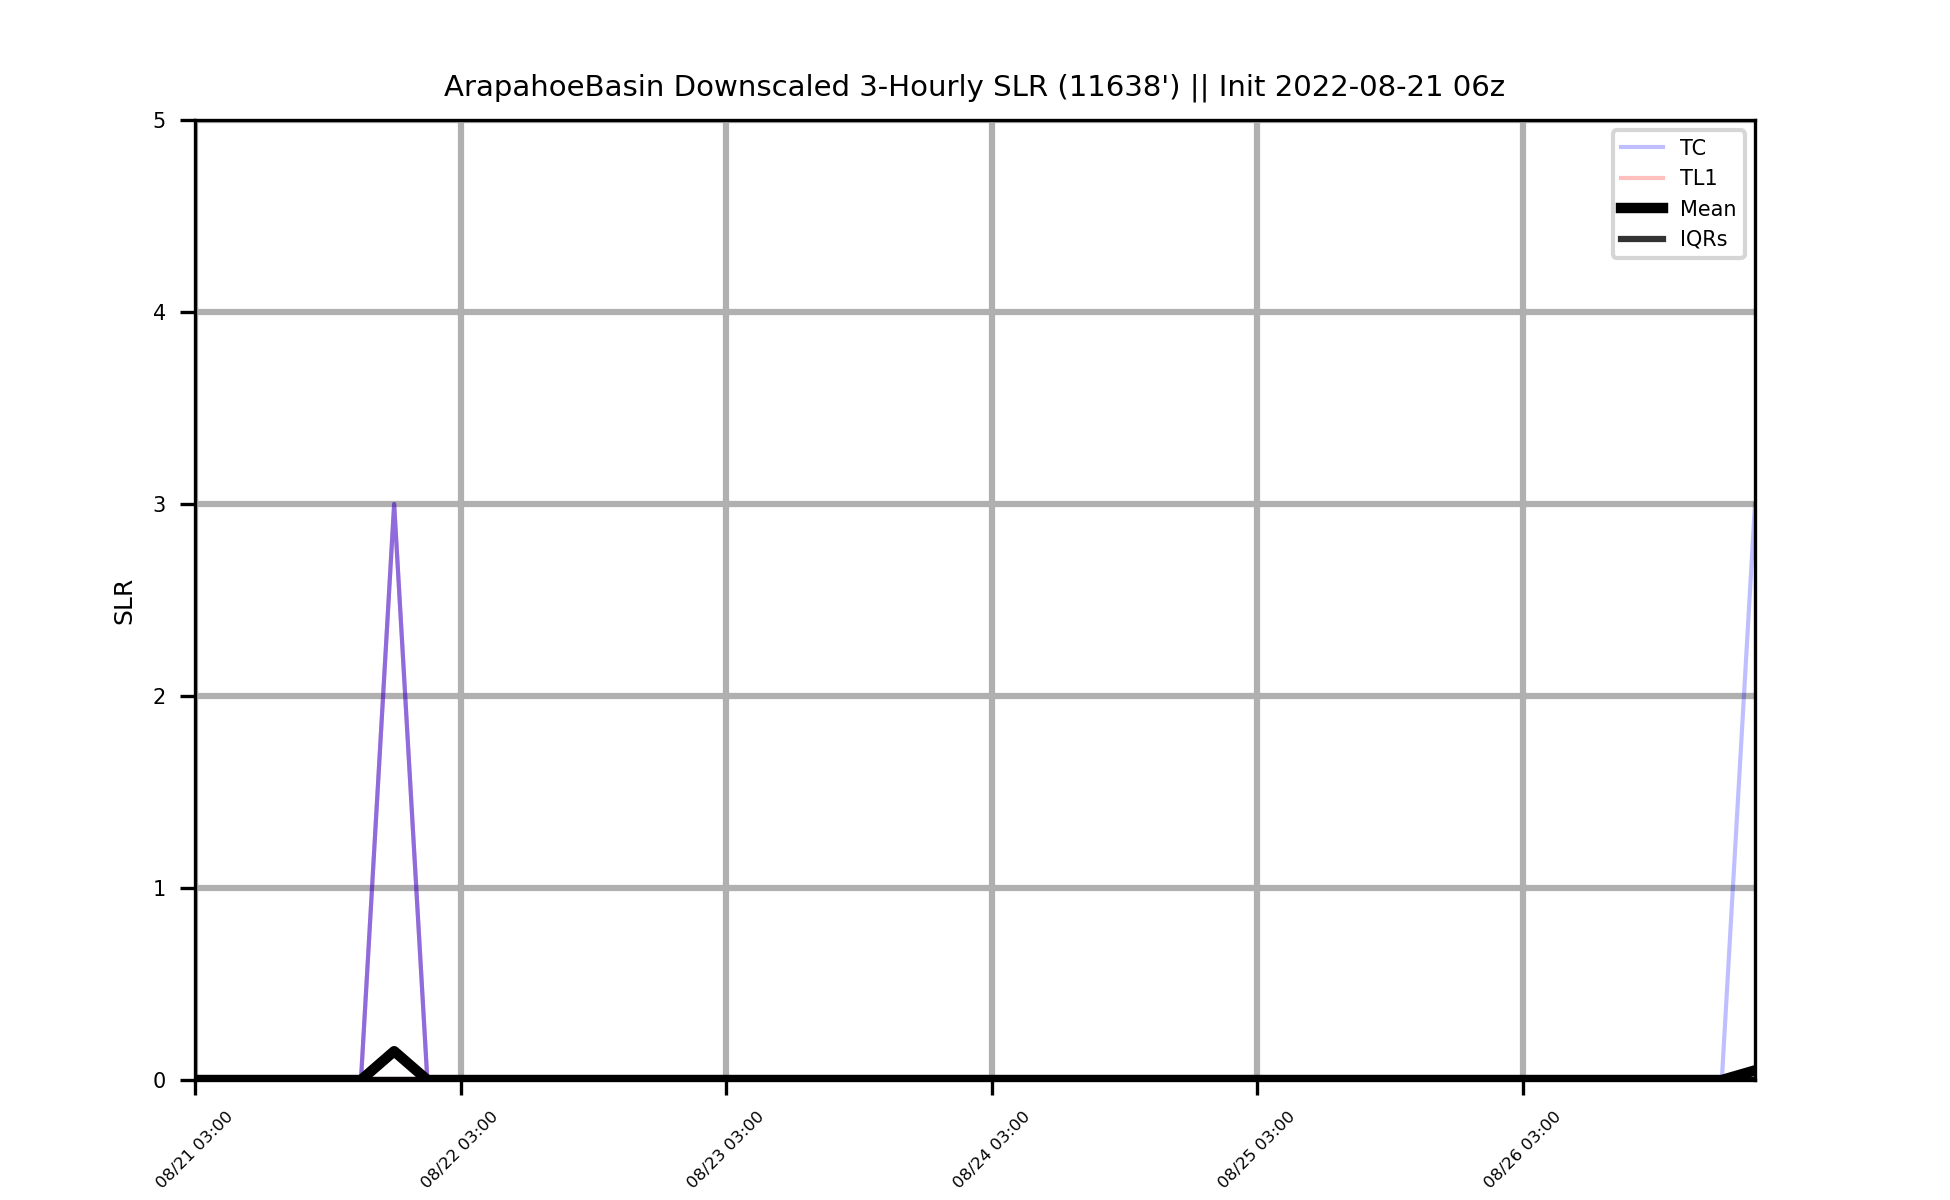 ArapahoeBasin Downscaled 3-Hourly SLR (11638') || Init 2022-08-21 06z
TC
TL1
Mean
IQRs
5
4
3
2
1
0
SLR
08/21 03:00
08/22 03:00
08/23 03:00
08/24 03:00
08/25 03:00
08/26 03:00